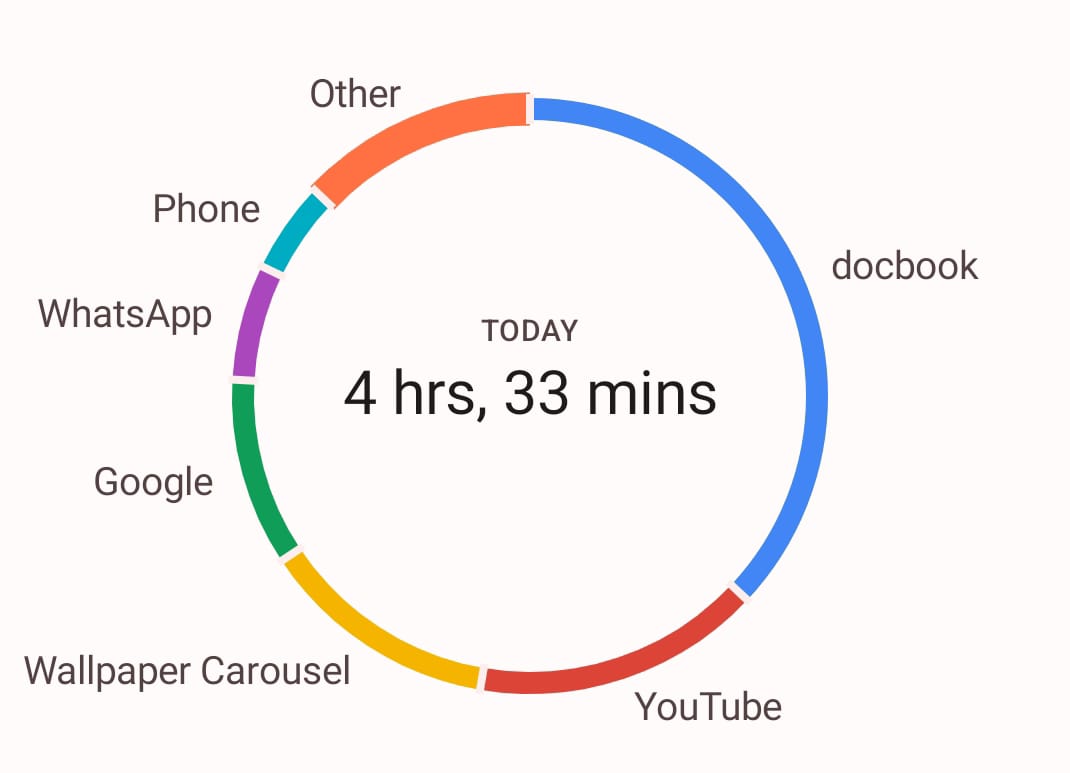 Other
Phone
docbook
WhatsApp
TODAY
4 hrs, 33 mins
Google
Wallpaper Carousel
YouTube